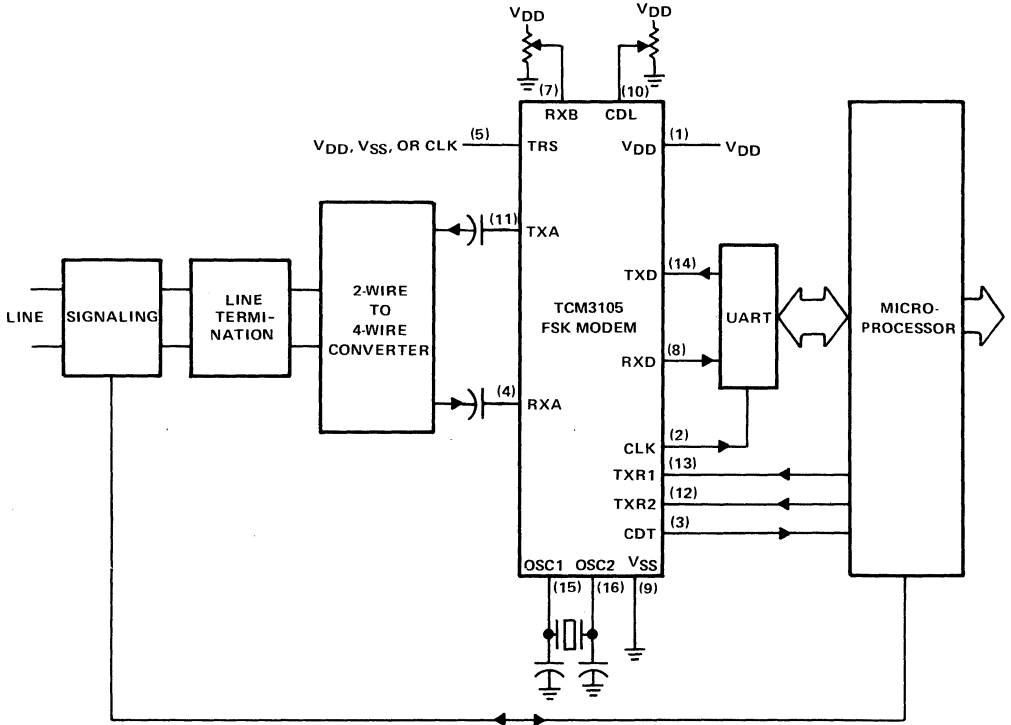 VDD
VDD
(7)
(10)
RXB
CDL
(5)
(1)
VDD, VSS, OR CLK
TRS
VDD
VDD
(11)
TXA
(14)
TXD
LINE
SIGNALING
LINE
TERMI-
NATION
2-WIRE
TO
4-WIRE
CONVERTER
TCM3105
FSK MODEM
UART
MICRO-
PROCESSOR
(8)
RXD
(4)
RXA
(2)
CLK
(13)
TXR1
(12)
TXR2
(3)
CDT
OSC1
OSC2
VSS
(15)
(16)
(9)